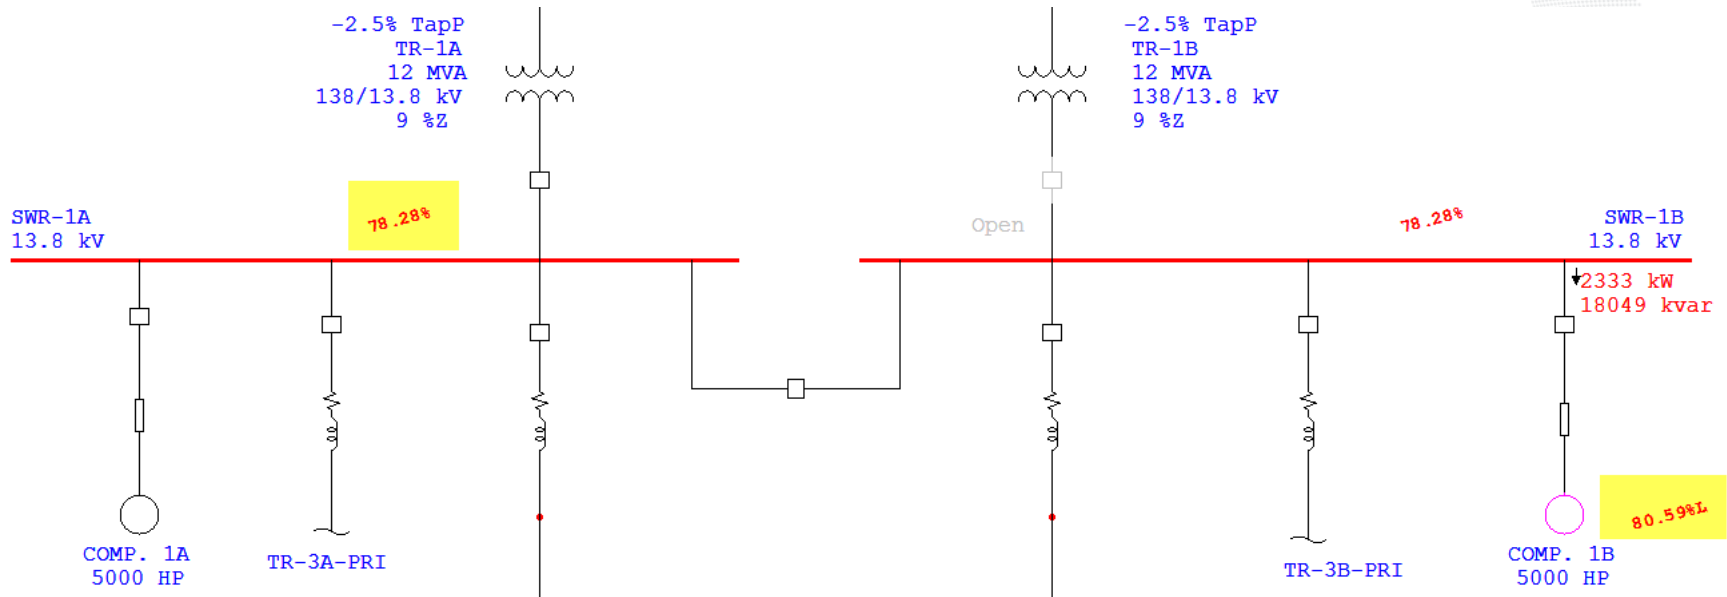 -2.5% TapP
TR-1A
12 MVA
138/13.8 kV
9 %Z
-2.5% TapP
TR-1B
12 MVA
138/13.8 kV
9 %Z
SWR-1A
13.8 kV
78.28%
Open
78.28%
SWR-1B
13.8 kV
2333 kW
18049 kvar
COMP. 1A
5000 HP
TR-3A-PRI
TR-3B-PRI
80.59%L
COMP. 1B
5000 HP